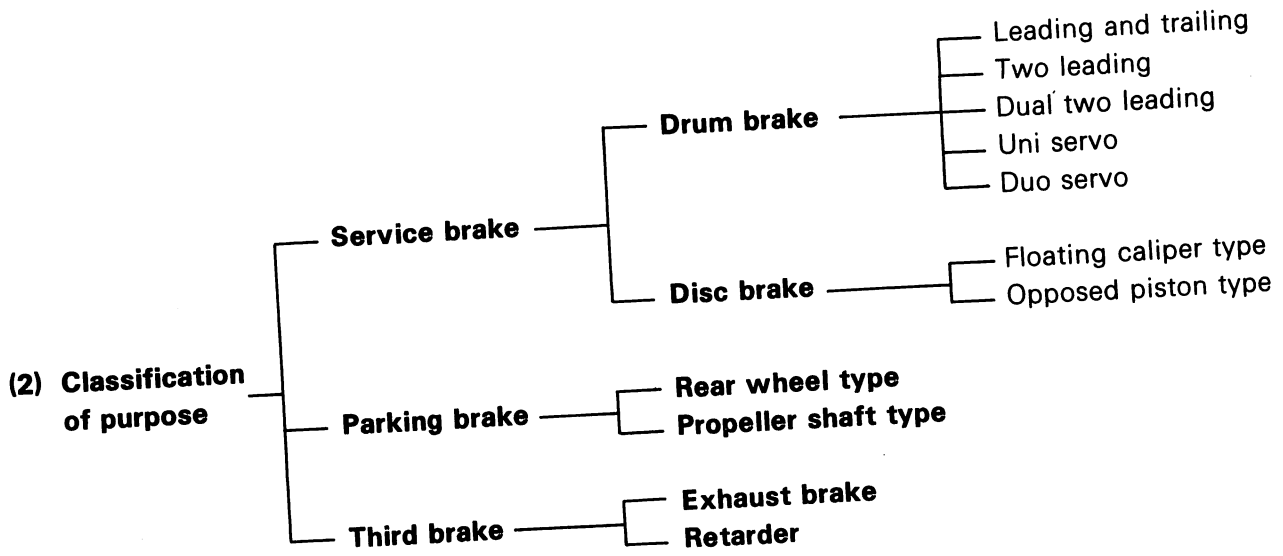 Leading and trailing
Two leading
Drum brake
Dual two leading
Uni servo
Duo servo
Service brake
Floating caliper type
Disc brake
Opposed piston type
(2) Classification
of purpose
Rear wheel type
Parking brake
Propeller shaft type
Exhaust brake
Third brake
Retarder